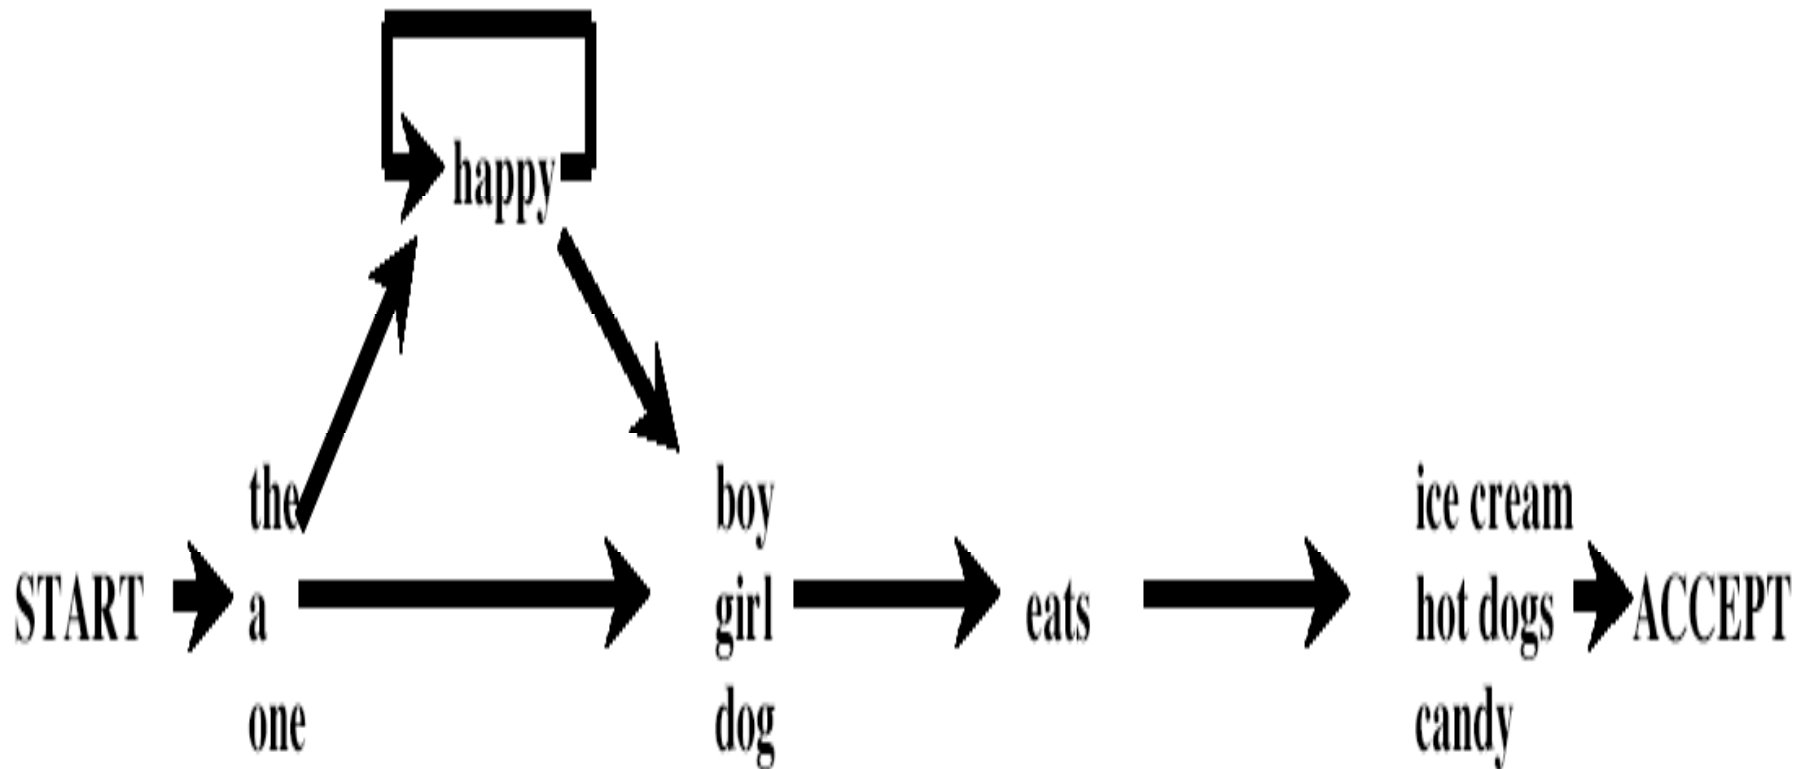 happy
the
boy
ice cream
START
a
girl
eats
hot dogs
ACCEPT
one
dog
candy